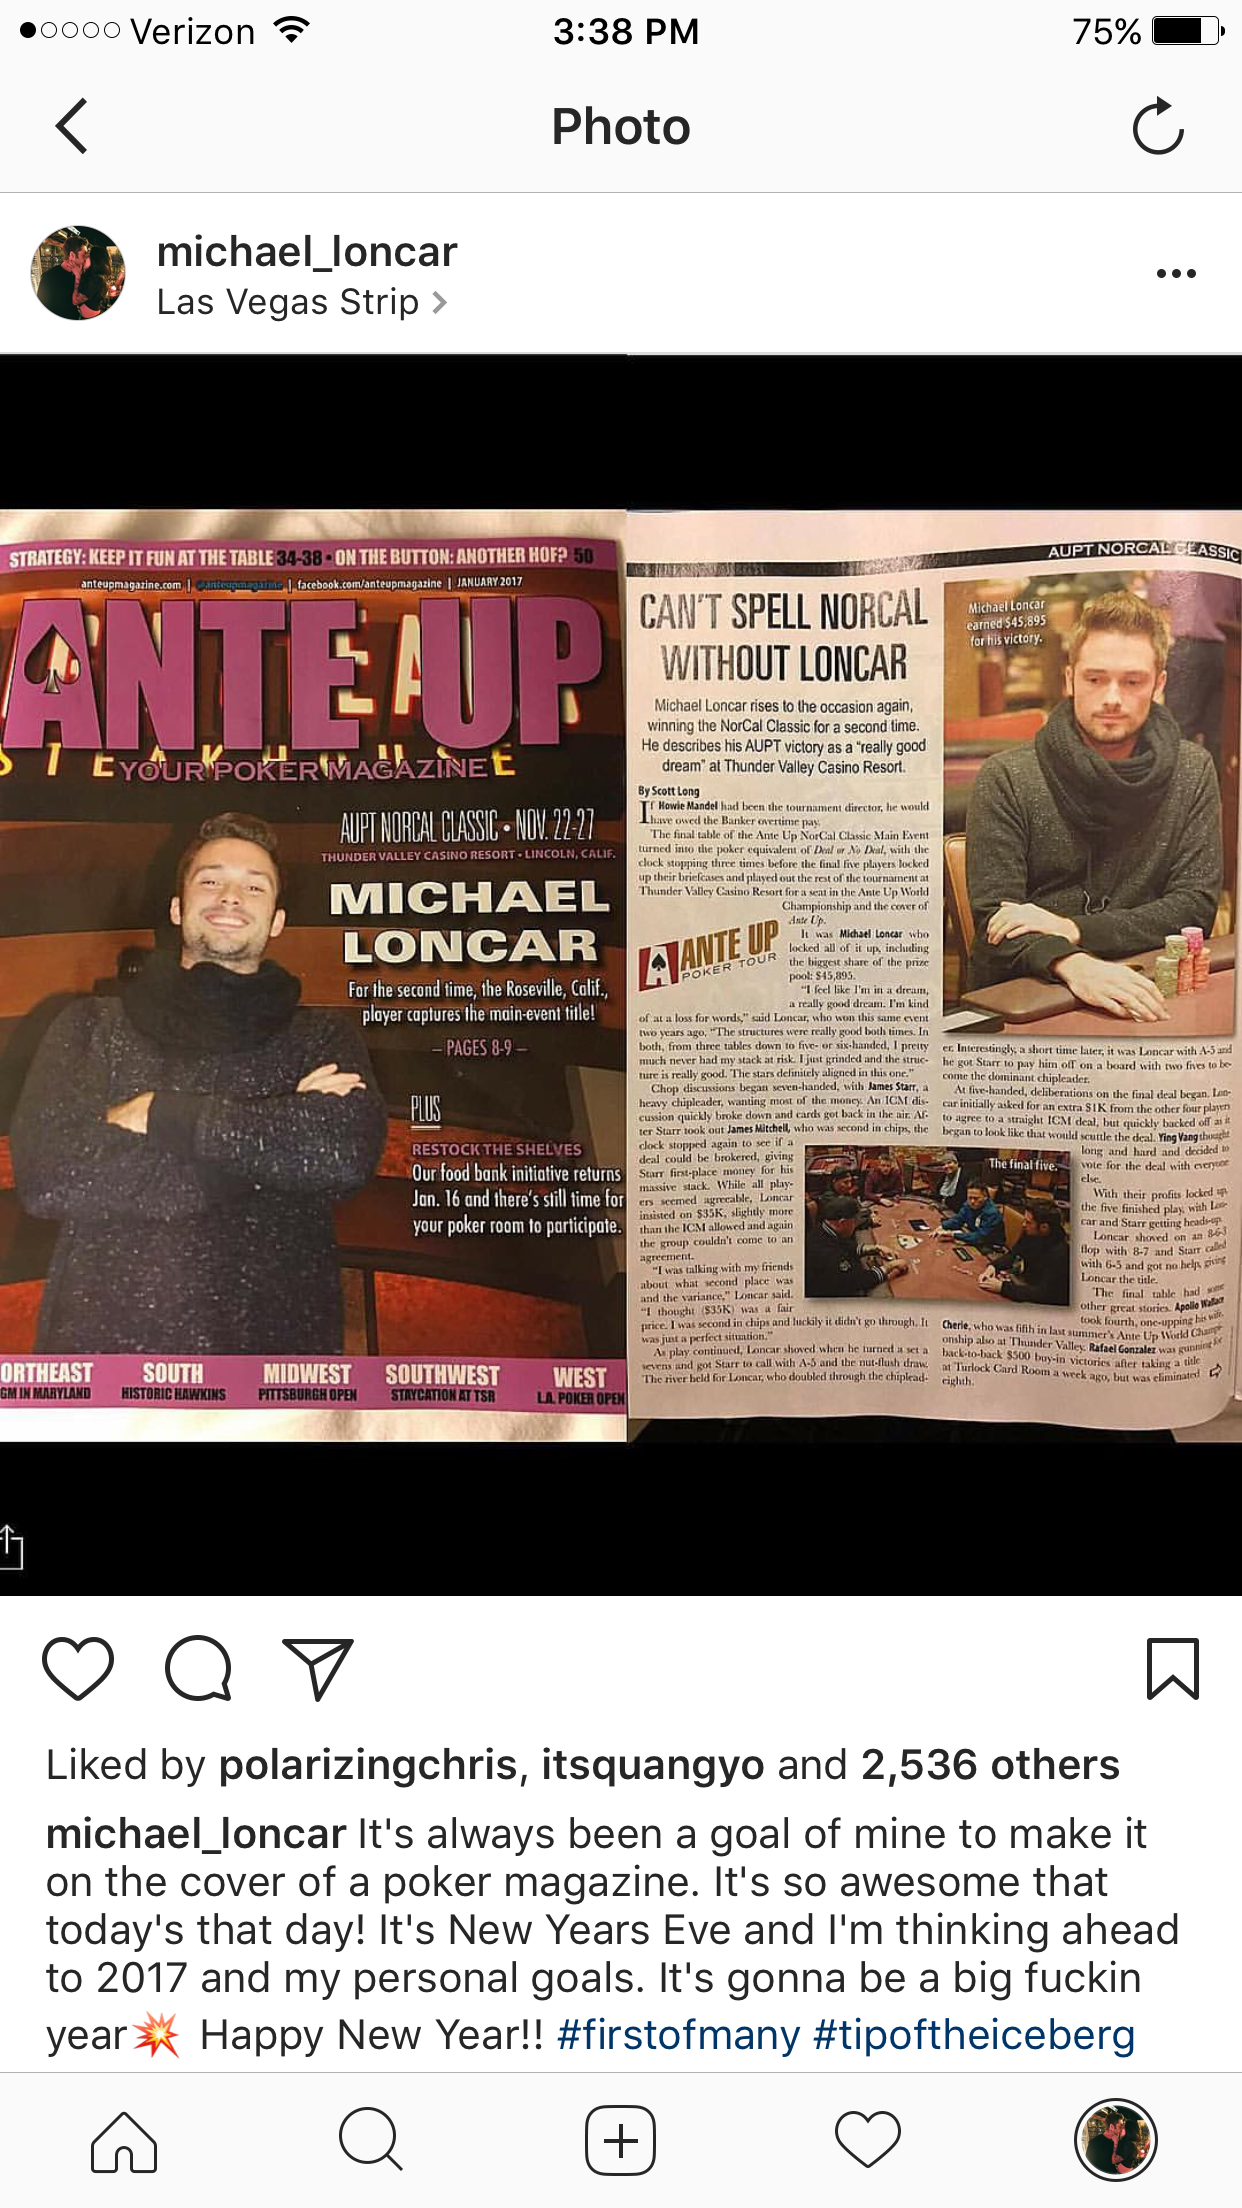 Verizon
3:38 PM
75%
Photo
michael_loncar
Las Vegas Strip >
STRATEGY: KEEP IT FUN AT THE TABLE 34-38 • ON THE BUTTON: ANOTHER HOF? 50
anteupmagazine.com | @anteupmagazine | facebook.com/anteupmagazine | JANUARY 2017
ANTE UP
STEAKHOUSE
YOUR POKER MAGAZINE
AUPT NORCAL CLASSIC • NOV. 22-27
THUNDER VALLEY CASINO RESORT • LINCOLN, CALIF.
MICHAEL
LONCAR
For the second time, the Roseville, Calif.,
player captures the main-event title!
– PAGES 8-9 –
PLUS
RESTOCK THE SHELVES
Our food bank initiative returns
Jan. 16 and there's still time for
your poker room to participate.
ORTHEAST
GM IN MARYLAND
SOUTH
HISTORIC HAWKINS
MIDWEST
PITTSBURGH OPEN
SOUTHWEST
STAYCATION AT TSR
WEST
L.A. POKER OPEN
AUPT NORCAL CLASSIC
CAN'T SPELL NORCAL
WITHOUT LONCAR
Michael Loncar rises to the occasion again,
winning the NorCal Classic for a second time.
He describes his AUPT victory as a "really good
dream" at Thunder Valley Casino Resort.
By Scott Long
If Howie Mandel had been the tournament director, he would
have owed the Banker overtime pay.
The final table of the Ante Up NorCal Classic Main Event
turned into the poker equivalent of Deal or No Deal, with the
clock stopping three times before the final five players locked
up their briefcases and played out the rest of the tournament at
Thunder Valley Casino Resort for a seat in the Ante Up World
Championship and the cover of
Ante Up.
ANTE UP
POKER TOUR
It was Michael Loncar who
locked all of it up, including
the biggest share of the prize
pool: $45,895.
"I feel like I'm in a dream,
a really good dream. I'm kind
of at a loss for words," said Loncar, who won this same event
two years ago. "The structures were really good both times. In
both, from three tables down to five- or six-handed, I pretty
much never had my stack at risk. I just grinded and the struc-
ture is really good. The stars definitely aligned in this one."
Chop discussions began seven-handed, with James Starr, a
heavy chipleader, wanting most of the money. An ICM dis-
cussion quickly broke down and cards got back in the air. Af-
ter Starr took out James Mitchell, who was second in chips, the
clock stopped again to see if a
deal could be brokered, giving
Starr first-place money for his
massive stack. While all play-
ers seemed agreeable, Loncar
insisted on $35K, slightly more
than the ICM allowed and again
the group couldn't come to an
agreement.
"I was talking with my friends
about what second place was
and the variance," Loncar said.
"I thought ($35K) was a fair
price. I was second in chips and luckily it didn't go through. It
was just a perfect situation."
As play continued, Loncar shoved when he turned a set a
sevens and got Starr to call with A-5 and the nut-flush draw.
The river held for Loncar, who doubled through the chiplead-
Michael Loncar
earned $45,895
for his victory.
er. Interestingly, a short time later, it was Loncar with A-5 and
he got Starr to pay him off on a board with two fives to be-
come the dominant chipleader.
At five-handed, deliberations on the final deal began. Lon-
car initially asked for an extra $1K from the other four players
to agree to a straight ICM deal, but quickly backed off as it
began to look like that would scuttle the deal. Ying Vang thought
long and hard and decided to
vote for the deal with everyone
else.
The final five.
With their profits locked up,
the five finished play, with Lon-
car and Starr getting heads-up.
Loncar shoved on an 8-6-3
flop with 8-7 and Starr called
with 6-5 and got no help, giving
Loncar the title.
The final table had some
other great stories. Apollo Wallace
took fourth, one-upping his wife,
Cherie, who was fifth in last summer's Ante Up World Champi-
onship also at Thunder Valley. Rafael Gonzalez was gunning for
back-to-back $500 buy-in victories after taking a title
at Turlock Card Room a week ago, but was eliminated
eighth.
Liked by polarizingchris, itsquangyo and 2,536 others
michael_loncar It's always been a goal of mine to make it
on the cover of a poker magazine. It's so awesome that
today's that day! It's New Years Eve and I'm thinking ahead
to 2017 and my personal goals. It's gonna be a big fuckin
year💥 Happy New Year!! #firstofmany #tipoftheiceberg